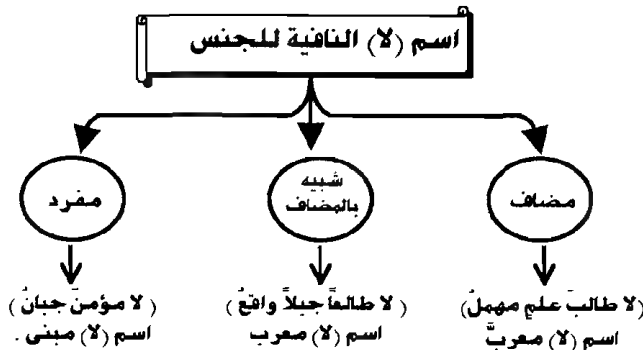 اسم (لا) النافية للجنس
مضاف
شبيه
بالمضاف
مفرد
(لا طالبَ علمٍ مهملٌ)
اسم (لا) معربٌ
(لا طالعاً جبلاً واقعٌ)
اسم (لا) معرب
(لا مؤمنَ جبانٌ)
اسم (لا) مبنى .